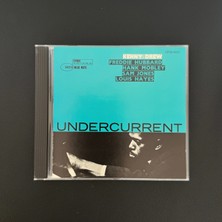 KENNY DREW
FREDDIE HUBBARD
HANK MOBLEY
SAM JONES
LOUIS HAYES
UNDERCURRENT